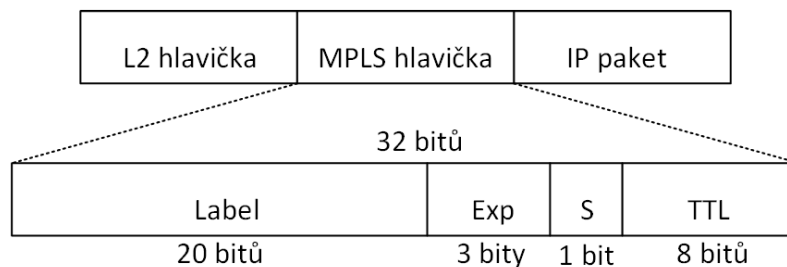 L2 hlavička MPLS hlavička IP paket
32 bitů
Label Exp S TTL
20 bitů 3 bity 1 bit 8 bitů